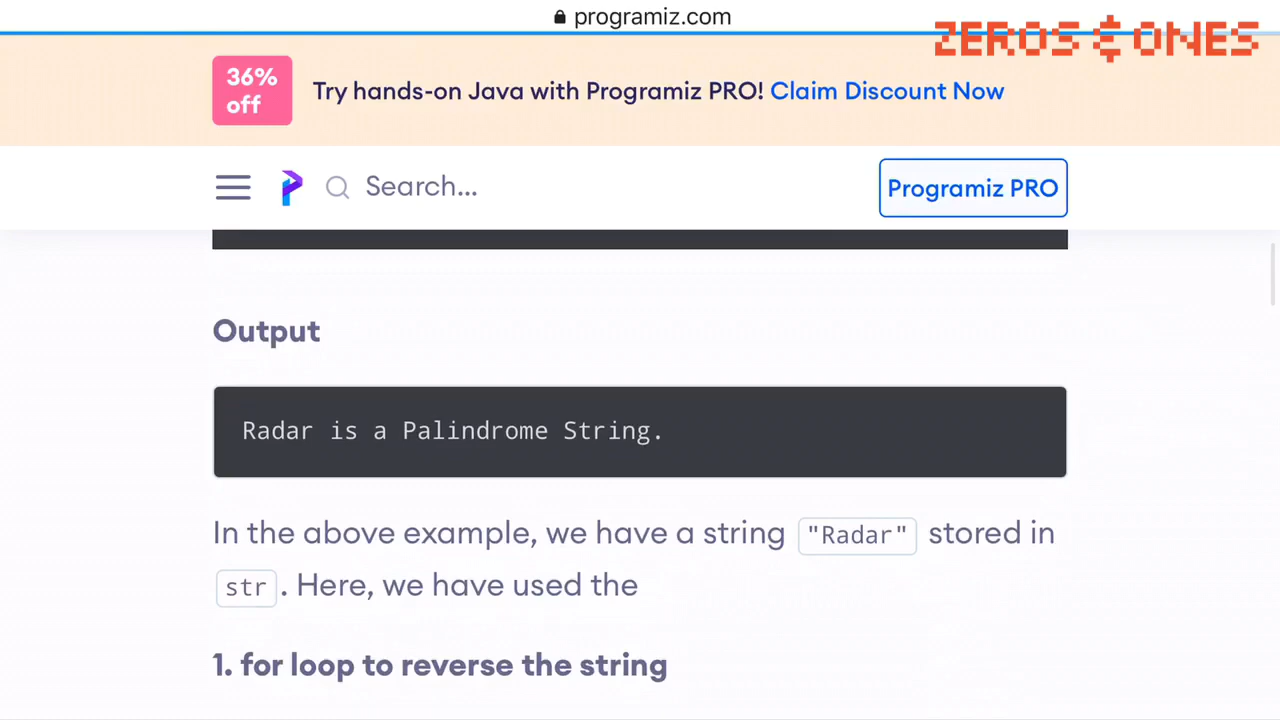 programiz.com
ZEROS & ONES
36%
off
Try hands-on Java with Programiz PRO! Claim Discount Now
Search...
Programiz PRO
Output
Radar is a Palindrome String.
In the above example, we have a string "Radar" stored in
str . Here, we have used the
1. for loop to reverse the string